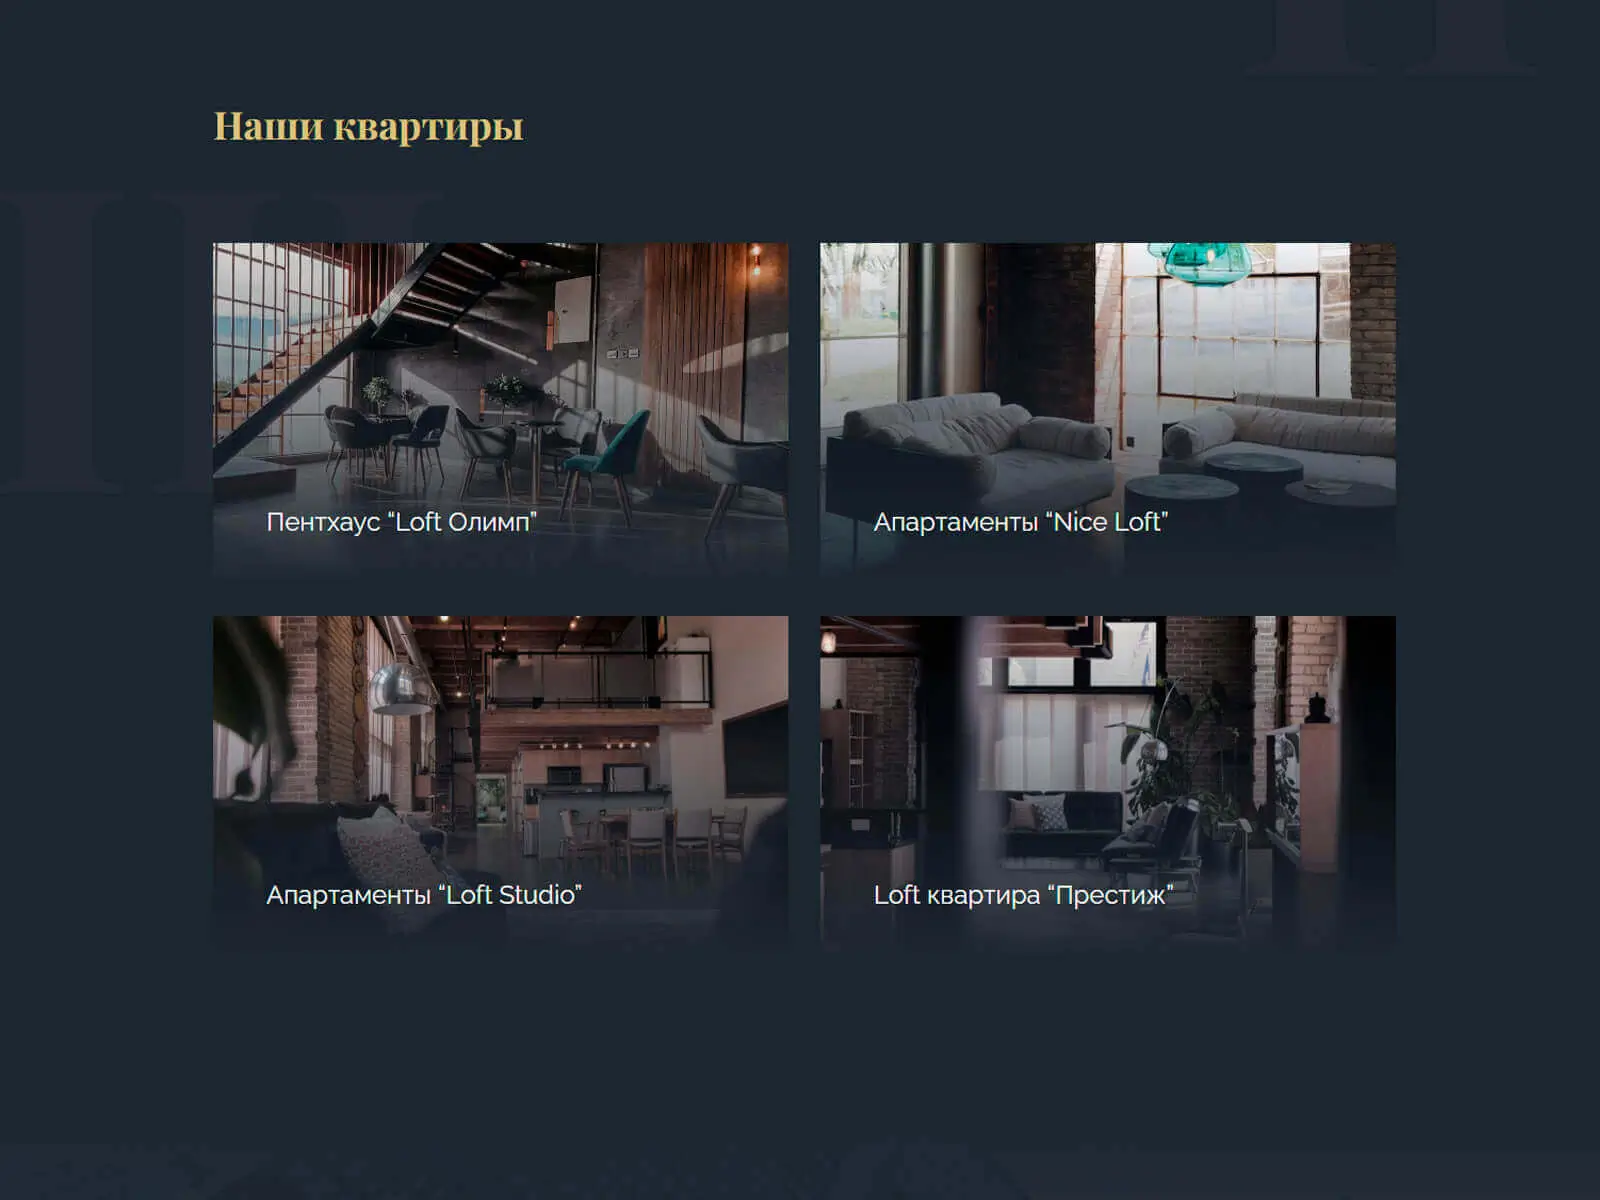 Наши квартиры
Пентхаус “Loft Олимп”
Апартаменты “Nice Loft”
Апартаменты “Loft Studio”
Loft квартира “Престиж”